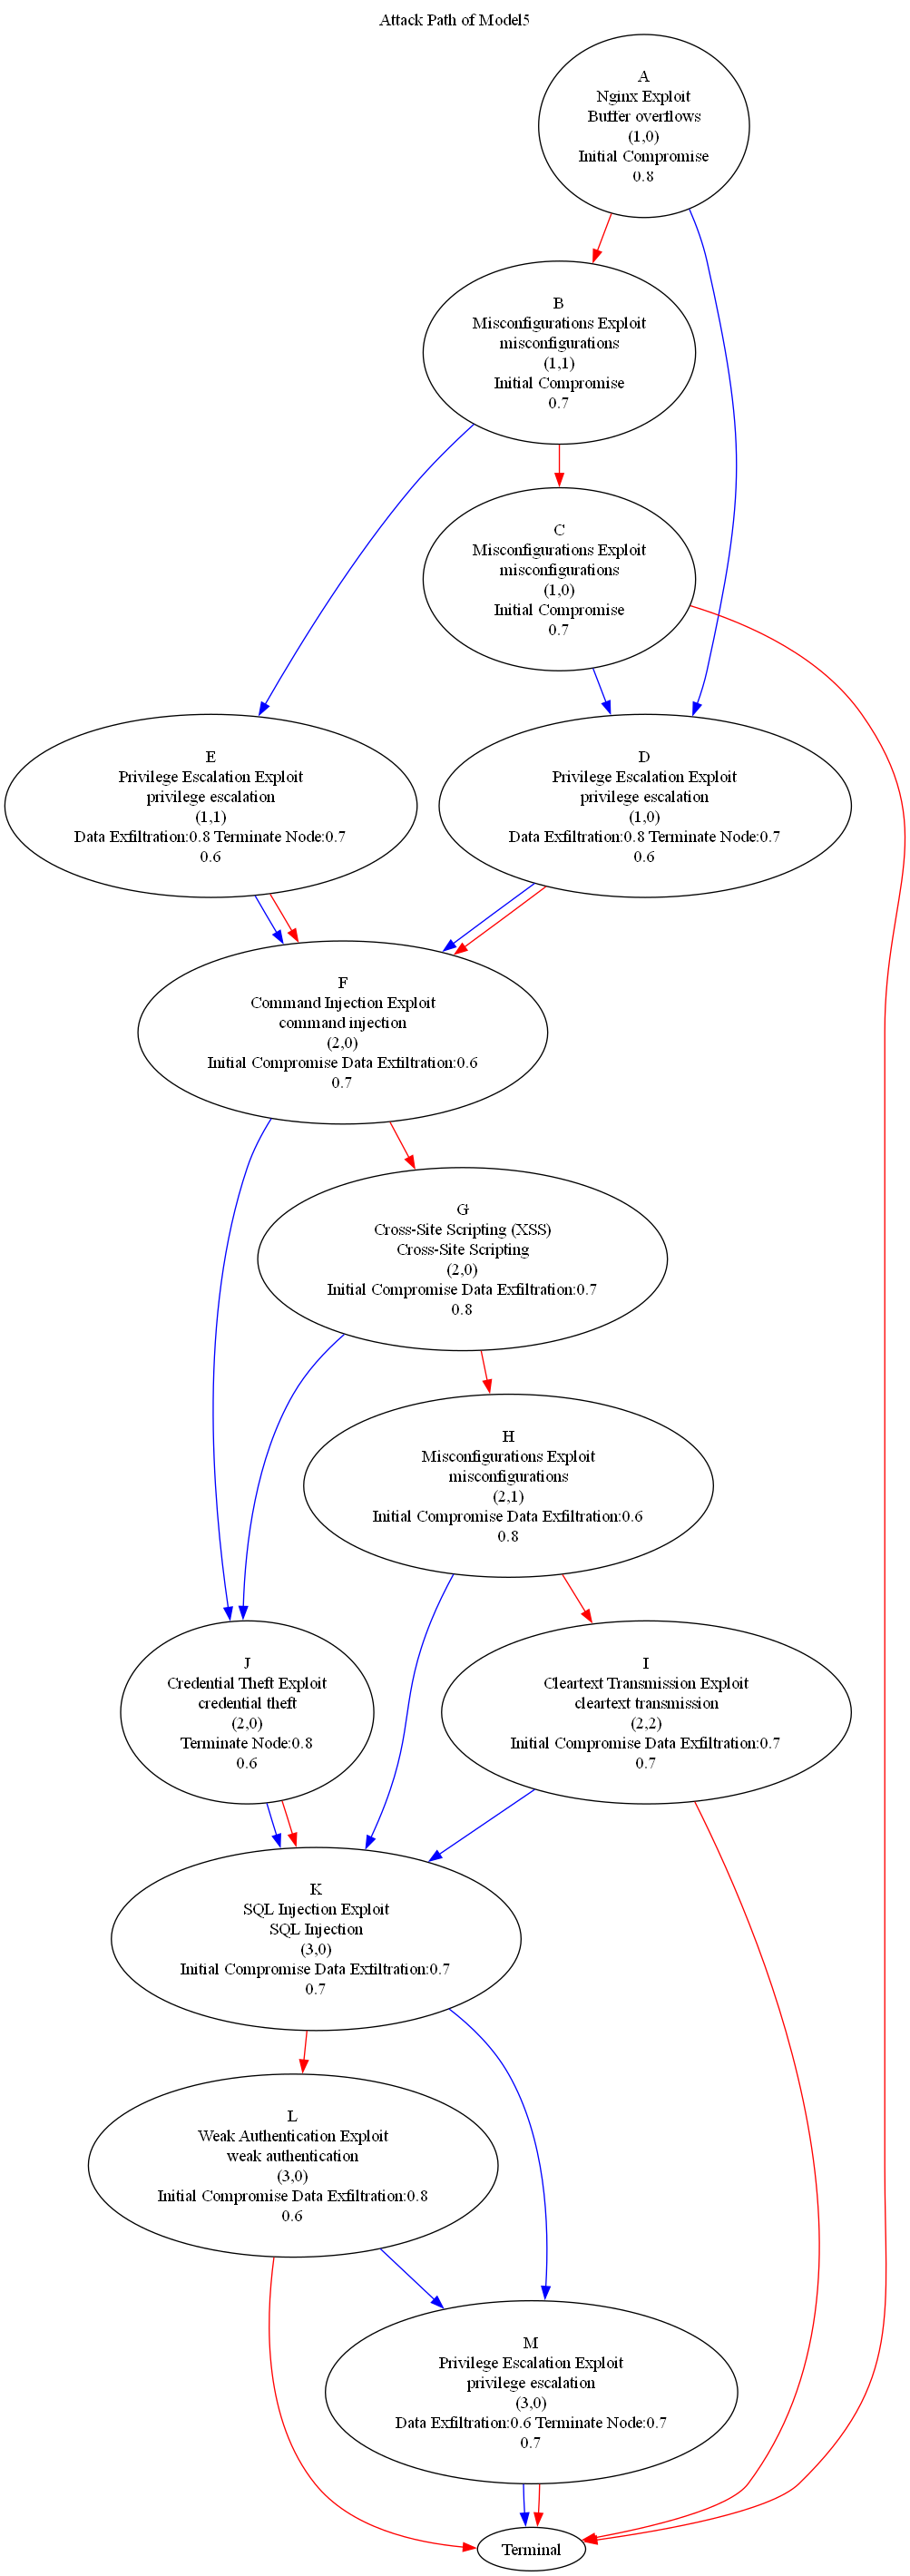 Attack Path of Model5
A
Nginx Exploit
Buffer overflows
(1,0)
Initial Compromise
0.8
B
Misconfigurations Exploit
misconfigurations
(1,1)
Initial Compromise
0.7
C
Misconfigurations Exploit
misconfigurations
(1,0)
Initial Compromise
0.7
E
Privilege Escalation Exploit
privilege escalation
(1,1)
Data Exfiltration:0.8 Terminate Node:0.7
0.6
D
Privilege Escalation Exploit
privilege escalation
(1,0)
Data Exfiltration:0.8 Terminate Node:0.7
0.6
F
Command Injection Exploit
command injection
(2,0)
Initial Compromise Data Exfiltration:0.6
0.7
G
Cross-Site Scripting (XSS)
Cross-Site Scripting
(2,0)
Initial Compromise Data Exfiltration:0.7
0.8
H
Misconfigurations Exploit
misconfigurations
(2,1)
Initial Compromise Data Exfiltration:0.6
0.8
J
Credential Theft Exploit
credential theft
(2,0)
Terminate Node:0.8
0.6
I
Cleartext Transmission Exploit
cleartext transmission
(2,2)
Initial Compromise Data Exfiltration:0.7
0.7
K
SQL Injection Exploit
SQL Injection
(3,0)
Initial Compromise Data Exfiltration:0.7
0.7
L
Weak Authentication Exploit
weak authentication
(3,0)
Initial Compromise Data Exfiltration:0.8
0.6
M
Privilege Escalation Exploit
privilege escalation
(3,0)
Data Exfiltration:0.6 Terminate Node:0.7
0.7
Terminal